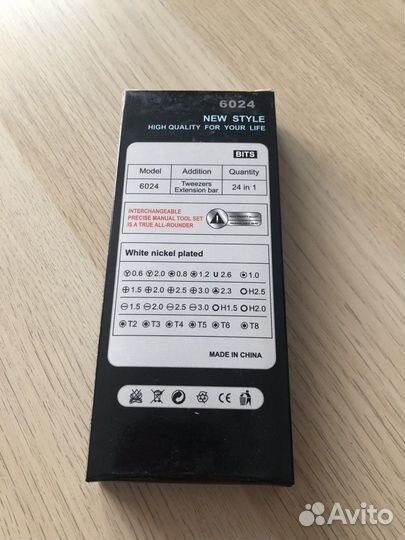 6024
NEW STYLE
HIGH QUALITY FOR YOUR LIFE
BITS
Model Addition Quantity
6024 Tweezers Extension bar 24 in 1
INTERCHANGEABLE
PRECISE MANUAL TOOL SET
IS A TRUE ALL-ROUNDER
White nickel plated
0.6 2.0 0.8 1.2 U 2.6 1.0
1.5 2.0 2.5 3.0 2.3 H2.5
1.5 2.0 2.5 3.0 H1.5 H2.0
T2 T3 T4 T5 T6 T8
MADE IN CHINA
CE
Avito